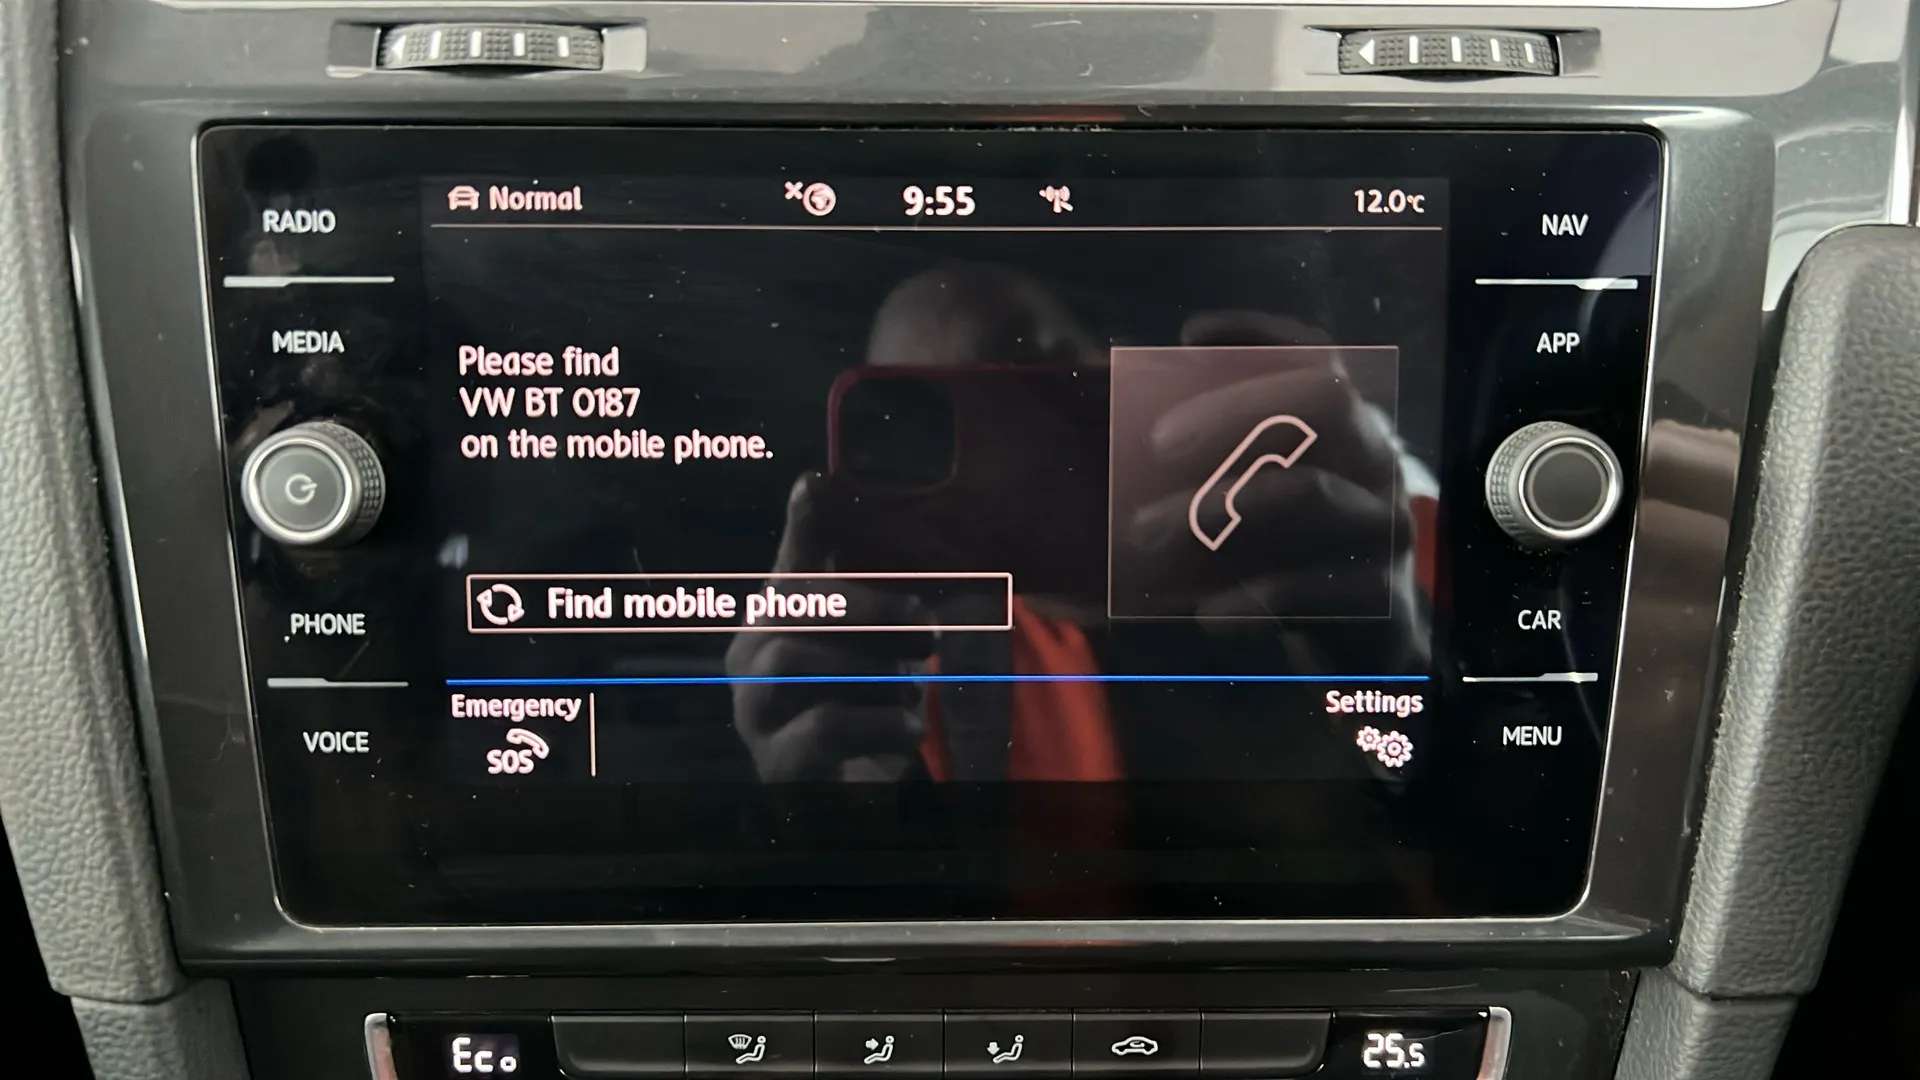 Normal
9:55
12.0°C
RADIO
MEDIA
PHONE
VOICE
Please find
VW BT 0187
on the mobile phone.
Find mobile phone
Emergency
SOS
Settings
NAV
APP
CAR
MENU
Eco
25.5